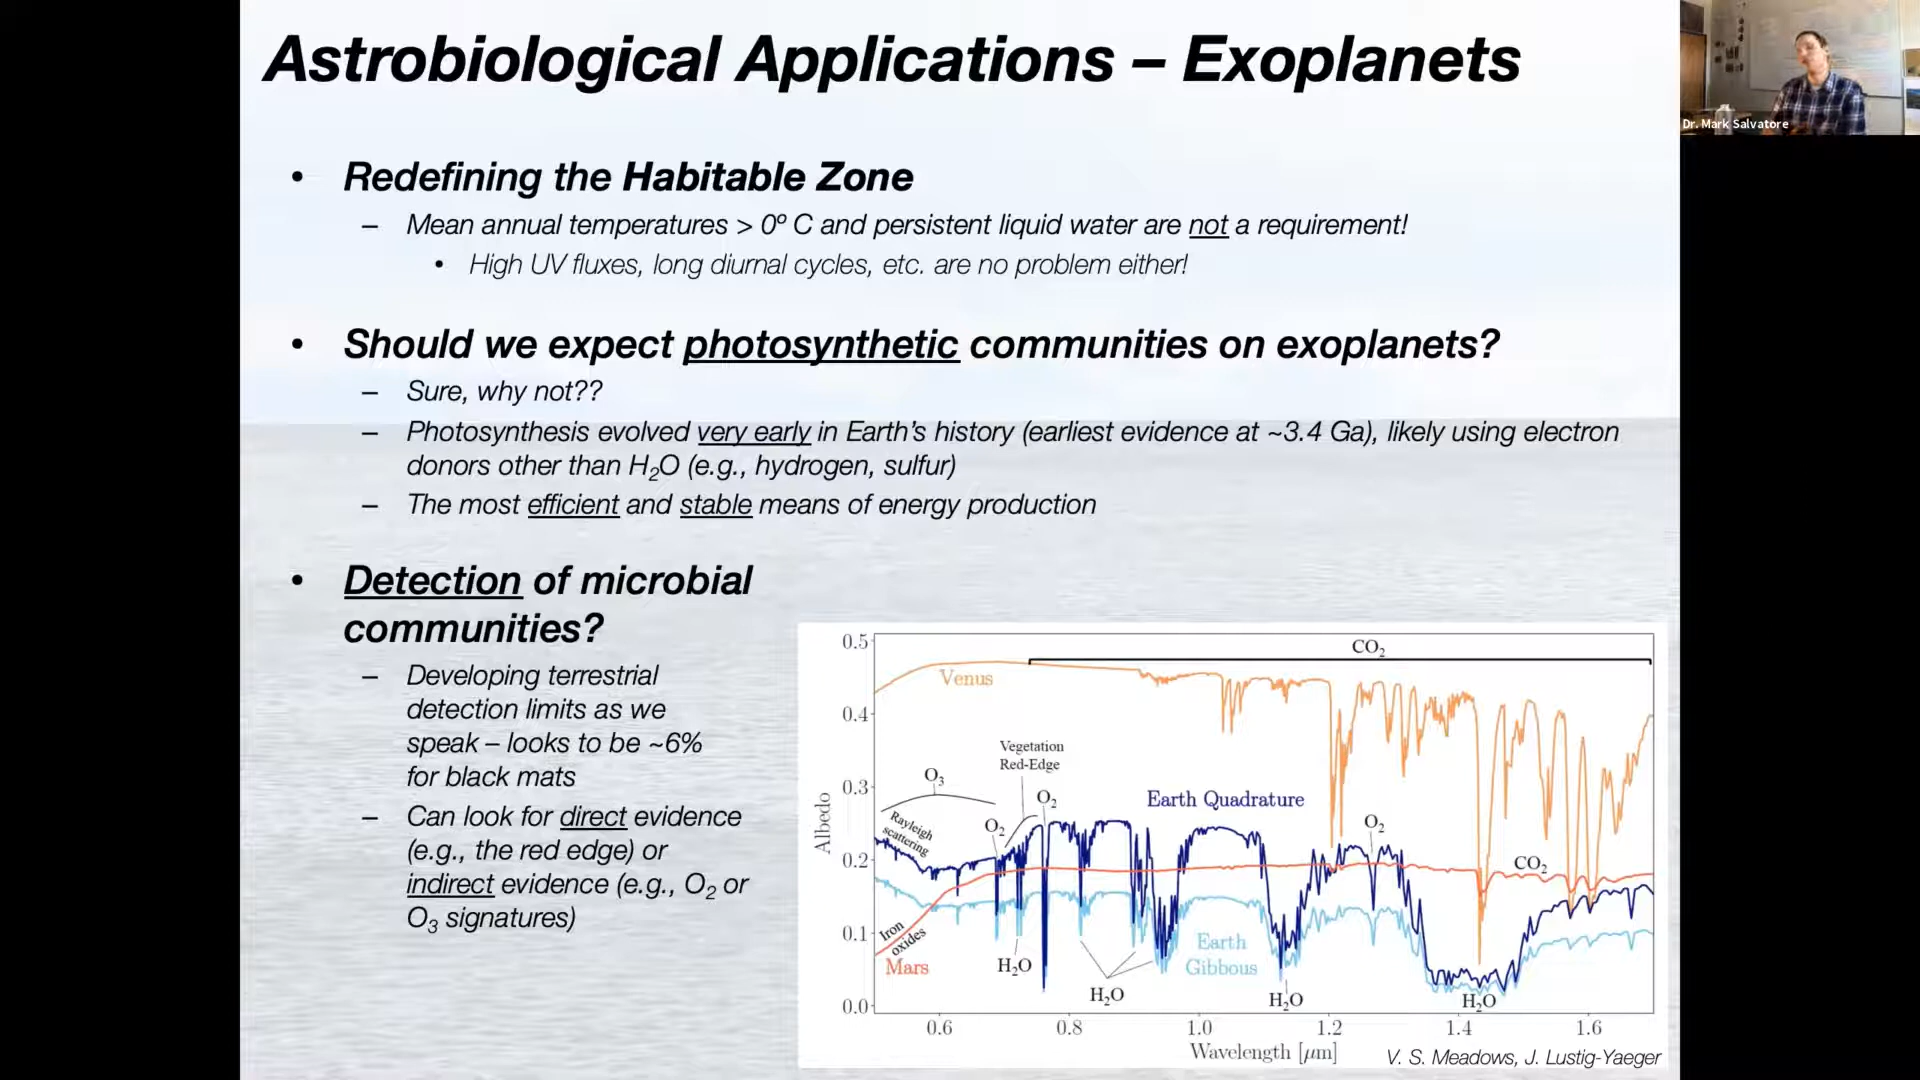 Astrobiological Applications – Exoplanets
Dr. Mark Salvatore
• Redefining the Habitable Zone
– Mean annual temperatures > 0º C and persistent liquid water are not a requirement!
• High UV fluxes, long diurnal cycles, etc. are no problem either!
• Should we expect photosynthetic communities on exoplanets?
– Sure, why not??
– Photosynthesis evolved very early in Earth's history (earliest evidence at ~3.4 Ga), likely using electron
donors other than H₂O (e.g., hydrogen, sulfur)
– The most efficient and stable means of energy production
• Detection of microbial
communities?
– Developing terrestrial
detection limits as we
speak – looks to be ~6%
for black mats
– Can look for direct evidence
(e.g., the red edge) or
indirect evidence (e.g., O₂ or
O₃ signatures)
0.5
0.4
0.3
0.2
0.1
0.0
Albedo
CO₂
Venus
Vegetation
Red-Edge
O₃
O₂
Earth Quadrature
Rayleigh
scattering
O₂
O₂
CO₂
Iron
oxides
Mars
Earth
Gibbous
H₂O
H₂O
H₂O
H₂O
0.6
0.8
1.0
1.2
1.4
1.6
Wavelength [μm]
V. S. Meadows, J. Lustig-Yaeger